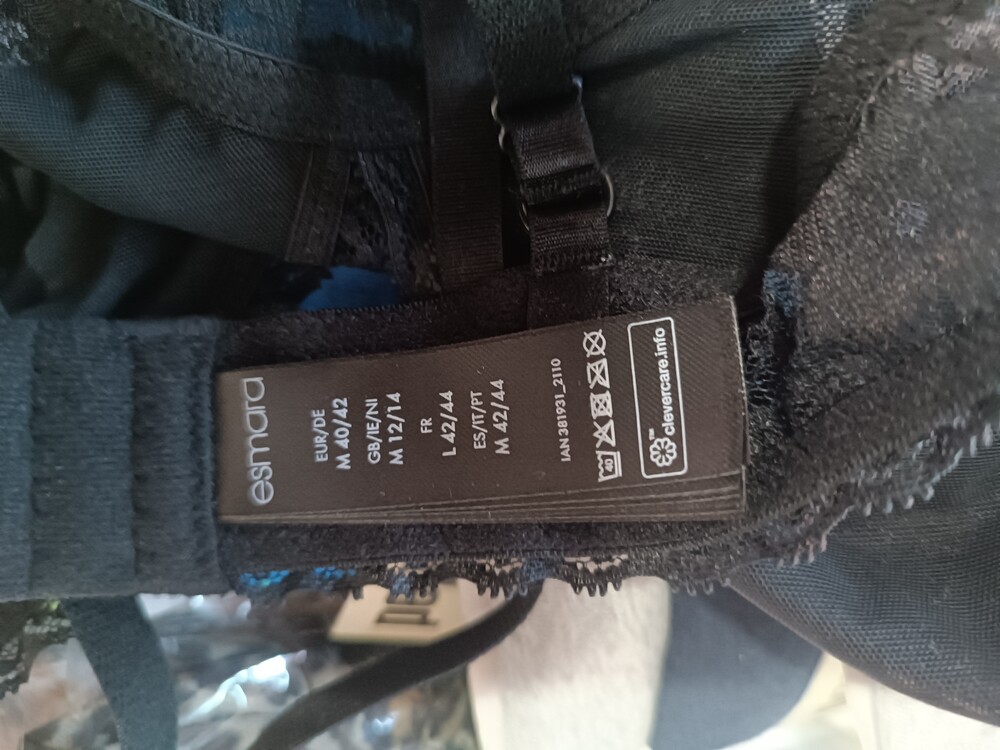 esmara
EUR/DE
M 40/42
GB/IE/NI
M 12/14
FR
L 42/44
ES/IT/PT
M 42/44
IAN 381931_2110
40
clevercare.info™